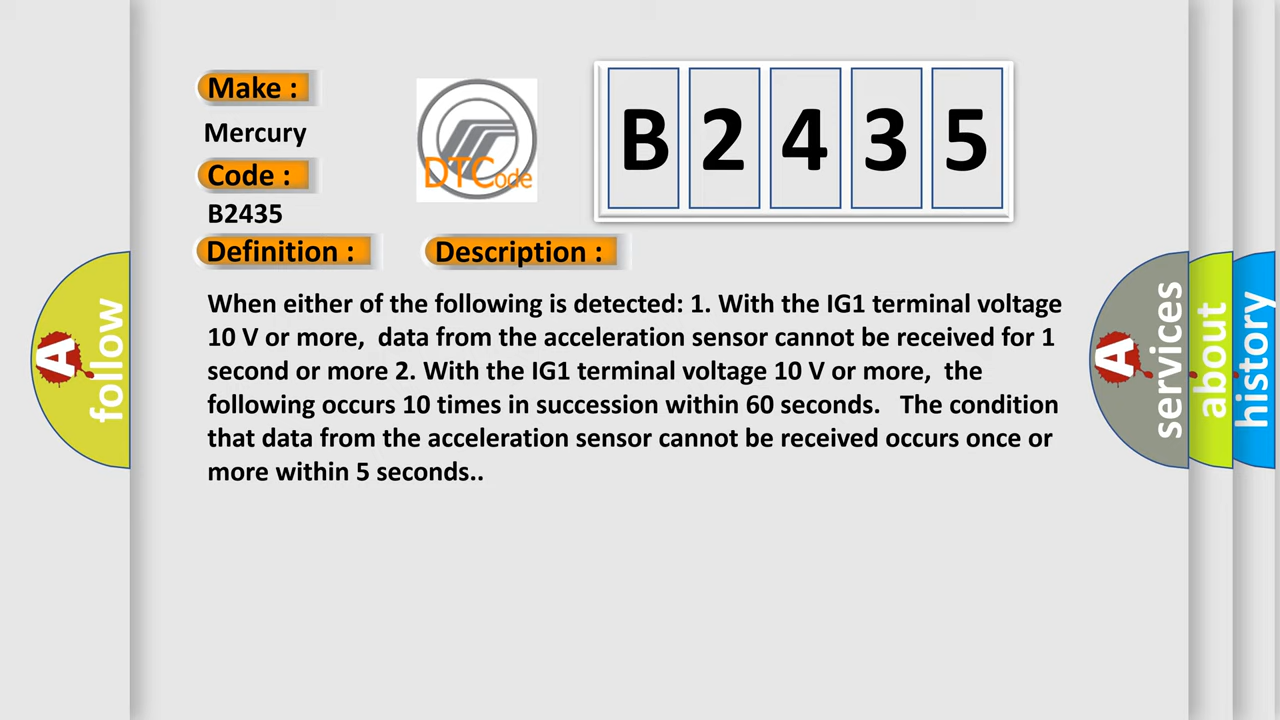 Make :
Mercury
Code :
B2435
DTCode
B2435
Definition :
Description :
When either of the following is detected: 1. With the IG1 terminal voltage
10 V or more, data from the acceleration sensor cannot be received for 1
second or more 2. With the IG1 terminal voltage 10 V or more, the
following occurs 10 times in succession within 60 seconds. The condition
that data from the acceleration sensor cannot be received occurs once or
more within 5 seconds..
A follow
A services
about
history